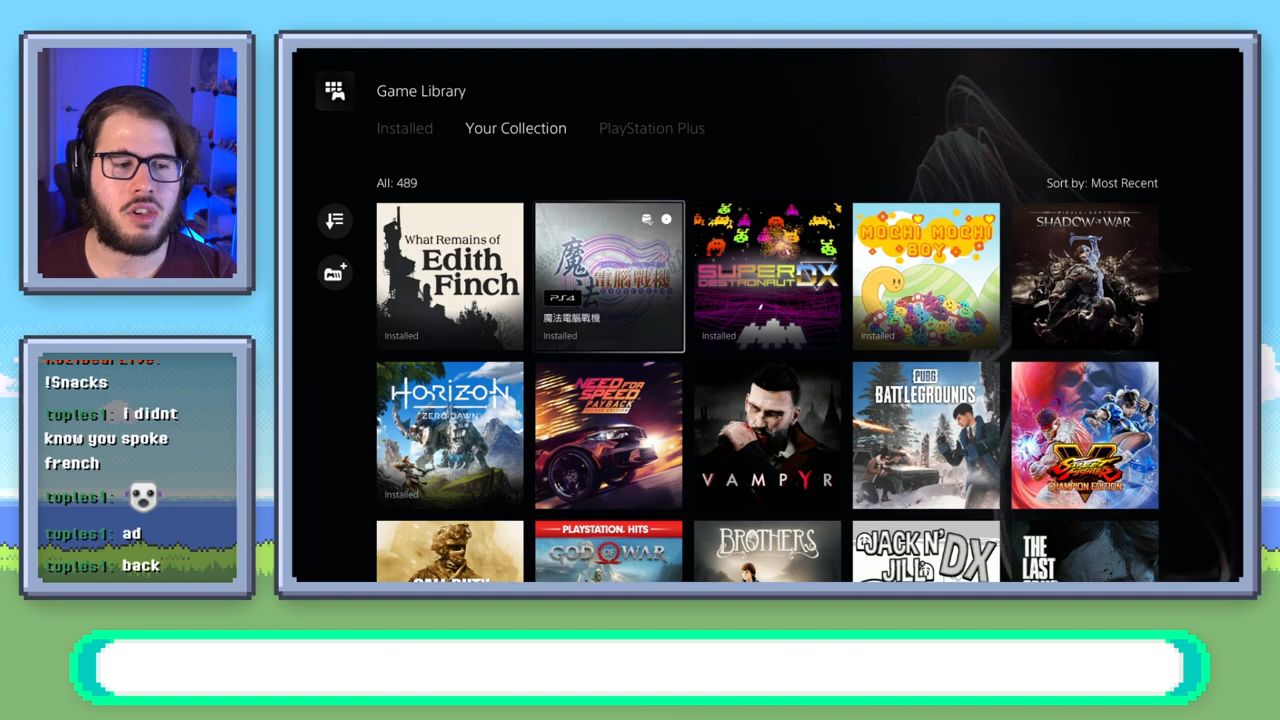 Game Library
Installed
Your Collection
PlayStation Plus
All: 489
Sort by: Most Recent
What Remains of
Edith
Finch
Installed
魔法
電腦戰機
PS4
魔法電腦戰機
Installed
SUPER
DESTRONAUT DX
Installed
MOCHI MOCHI
BOY
Installed
SHADOW OF WAR
HORIZON
ZERO DAWN
Installed
NEED FOR
SPEED
PAYBACK
VAMPYR
PUBG
BATTLEGROUNDS
STREET
FIGHTER
V
CHAMPION EDITION
CALL OF DUTY
PLAYSTATION HITS
GOD OF WAR
BROTHERS
JACK N'
JILL DX
THE
LAST
!Snacks
tuples1: i didnt
know you spoke
french
tuples1:
tuples1: ad
tuples1: back